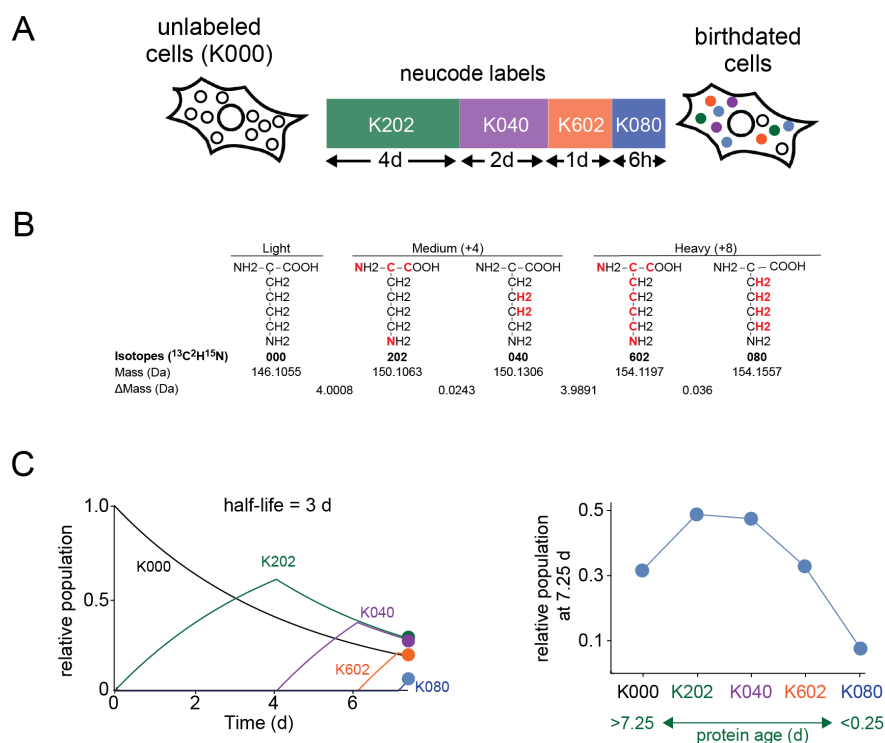 A
unlabeled
cells (K000)
neucode labels
birthdated
cells
K202 K040 K602 K080
4d 2d 1d 6h
B
Light Medium (+4) Heavy (+8)
NH2-C-COOH NH2-C-COOH NH2-C-COOH NH2-C-COOH NH2-C-COOH
CH2 CH2 CH2 CH2 CH2
CH2 CH2 CH2 CH2 CH2
CH2 CH2 CH2 CH2 CH2
CH2 CH2 CH2 CH2 CH2
NH2 NH2 NH2 NH2 NH2
Isotopes (¹³C²H¹⁵N) 000 202 040 602 080
Mass (Da) 146.1055 150.1063 150.1306 154.1197 154.1557
ΔMass (Da) 4.0008 0.0243 3.9891 0.036
C
half-life = 3 d
relative population
1.0
0.5
0
K000
K202
K040
K602
K080
0 2 4 6
Time (d)
relative population
at 7.25 d
0.5
0.3
0.1
K000 K202 K040 K602 K080
>7.25 protein age (d) <0.25